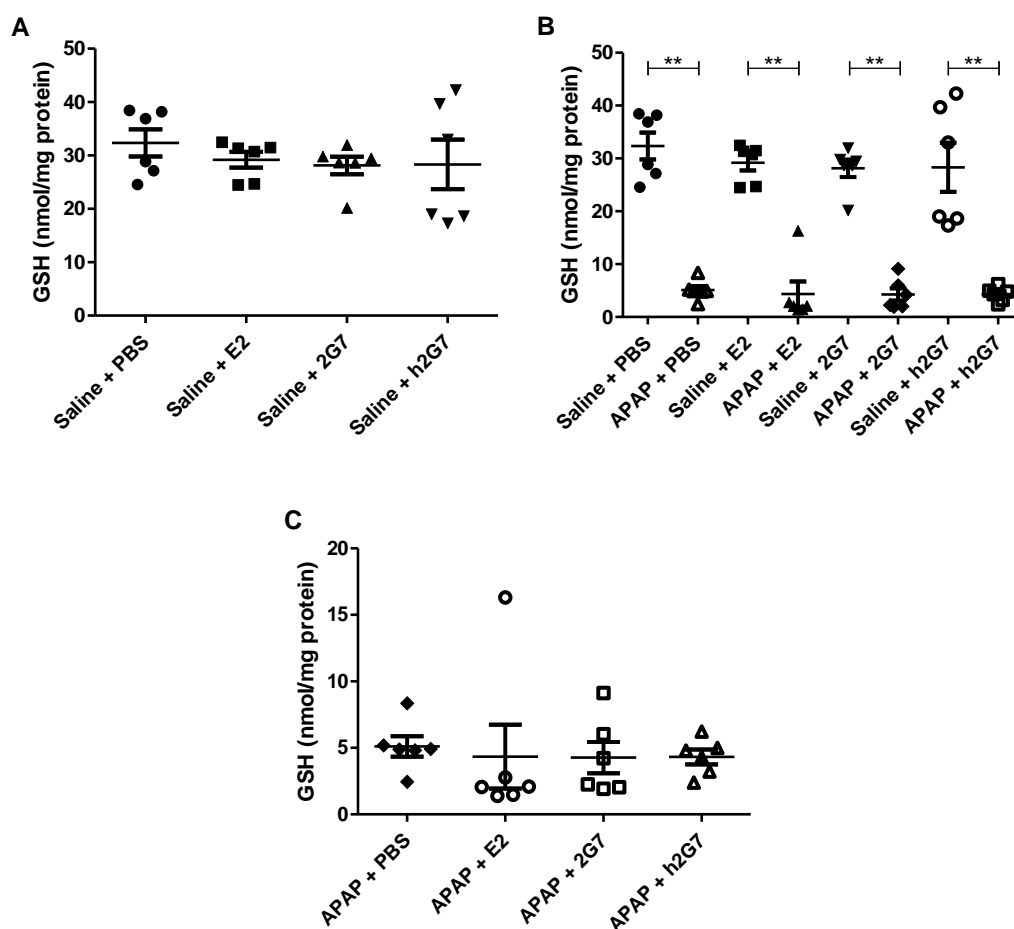 A
GSH (nmol/mg protein)
50
40
30
20
10
0
Saline + PBS
Saline + E2
Saline + 2G7
Saline + h2G7
B
GSH (nmol/mg protein)
50
40
30
20
10
0
**
**
**
**
Saline + PBS
APAP + PBS
Saline + E2
APAP + E2
Saline + 2G7
APAP + 2G7
Saline + h2G7
APAP + h2G7
C
GSH (nmol/mg protein)
20
15
10
5
0
APAP + PBS
APAP + E2
APAP + 2G7
APAP + h2G7